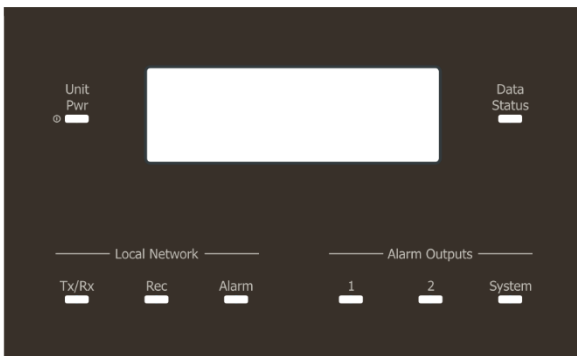 Unit
Pwr
Data
Status
Local Network
Alarm Outputs
Tx/Rx
Rec
Alarm
1
2
System